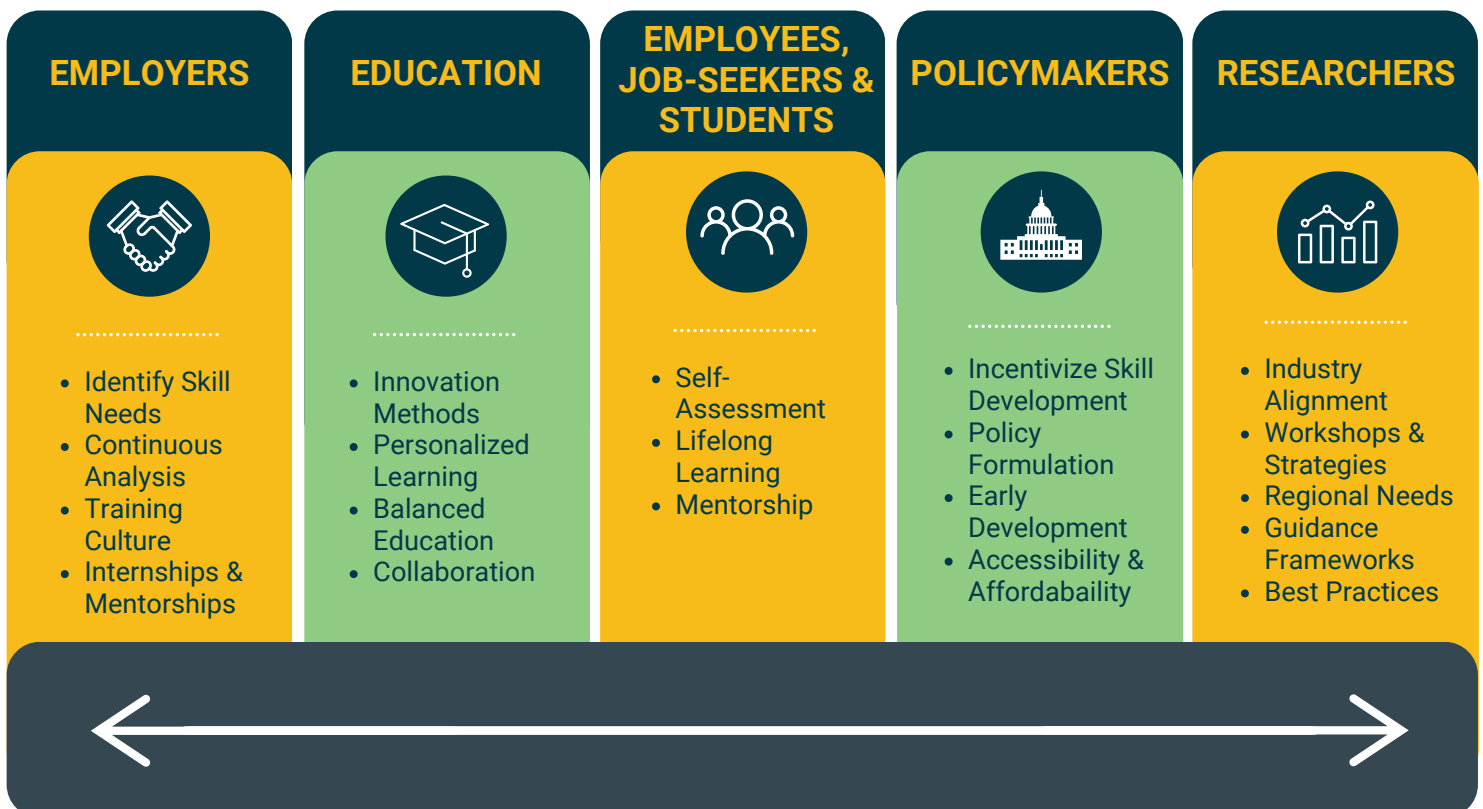 EMPLOYERS
• Identify Skill
Needs
• Continuous
Analysis
• Training
Culture
• Internships &
Mentorships
EDUCATION
• Innovation
Methods
• Personalized
Learning
• Balanced
Education
• Collaboration
EMPLOYEES,
JOB-SEEKERS &
STUDENTS
• Self-
Assessment
• Lifelong
Learning
• Mentorship
POLICYMAKERS
• Incentivize Skill
Development
• Policy
Formulation
• Early
Development
• Accessibility &
Affordabaility
RESEARCHERS
• Industry
Alignment
• Workshops &
Strategies
• Regional Needs
• Guidance
Frameworks
• Best Practices